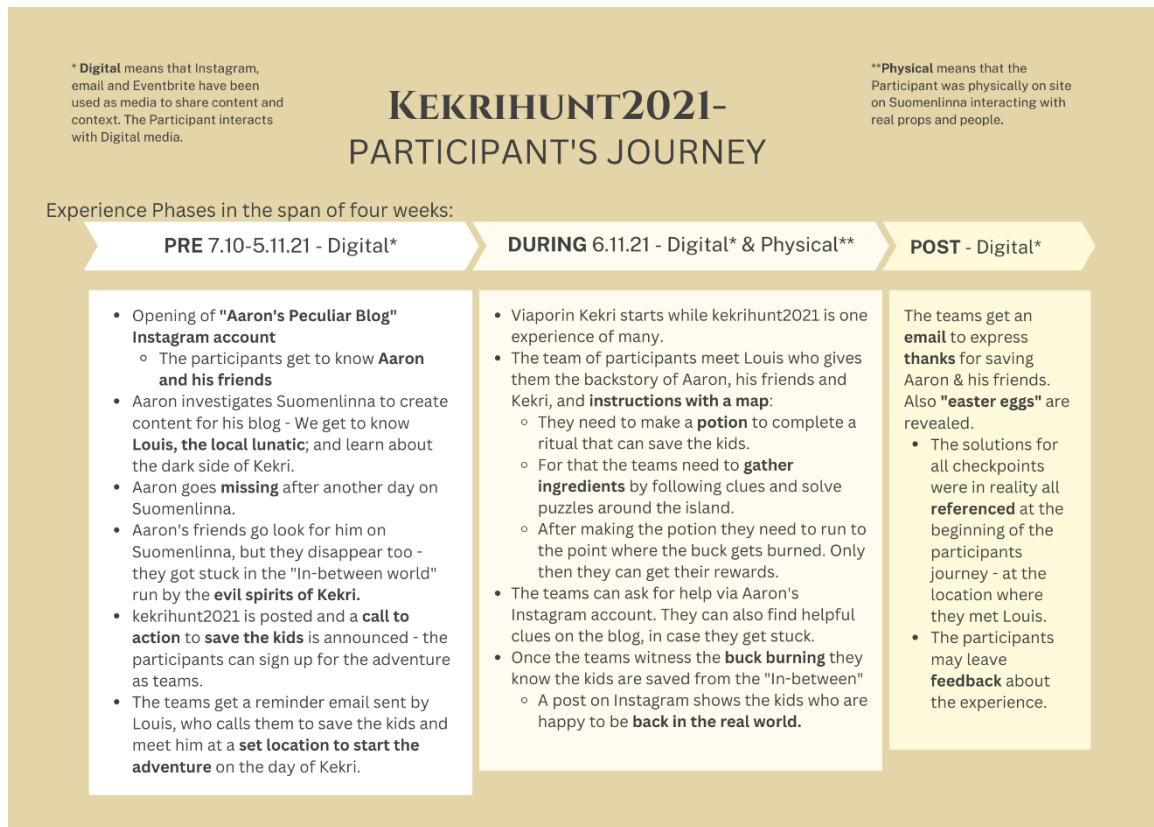 * Digital means that Instagram,
email and Eventbrite have been
used as media to share content and
context. The Participant interacts
with Digital media.
**Physical means that the
Participant was physically on site
on Suomenlinna interacting with
real props and people.
KEKRIHUNT2021-
PARTICIPANT'S JOURNEY
Experience Phases in the span of four weeks:
PRE 7.10-5.11.21 - Digital*
• Opening of "Aaron's Peculiar Blog"
Instagram account
◦ The participants get to know Aaron
and his friends
• Aaron investigates Suomenlinna to create
content for his blog - We get to know
Louis, the local lunatic; and learn about
the dark side of Kekri.
• Aaron goes missing after another day on
Suomenlinna.
• Aaron's friends go look for him on
Suomenlinna, but they disappear too -
they got stuck in the "In-between world"
run by the evil spirits of Kekri.
• kekrihunt2021 is posted and a call to
action to save the kids is announced - the
participants can sign up for the adventure
as teams.
• The teams get a reminder email sent by
Louis, who calls them to save the kids and
meet him at a set location to start the
adventure on the day of Kekri.
DURING 6.11.21 - Digital* & Physical**
• Viaporin Kekri starts while kekrihunt2021 is one
experience of many.
• The team of participants meet Louis who gives
them the backstory of Aaron, his friends and
Kekri, and instructions with a map:
◦ They need to make a potion to complete a
ritual that can save the kids.
◦ For that the teams need to gather
ingredients by following clues and solve
puzzles around the island.
◦ After making the potion they need to run to
the point where the buck gets burned. Only
then they can get their rewards.
• The teams can ask for help via Aaron's
Instagram account. They can also find helpful
clues on the blog, in case they get stuck.
• Once the teams witness the buck burning they
know the kids are saved from the "In-between"
◦ A post on Instagram shows the kids who are
happy to be back in the real world.
POST - Digital*
The teams get an
email to express
thanks for saving
Aaron & his friends.
Also "easter eggs" are
revealed.
• The solutions for
all checkpoints
were in reality all
referenced at the
beginning of the
participants
journey - at the
location where
they met Louis.
• The participants
may leave
feedback about
the experience.